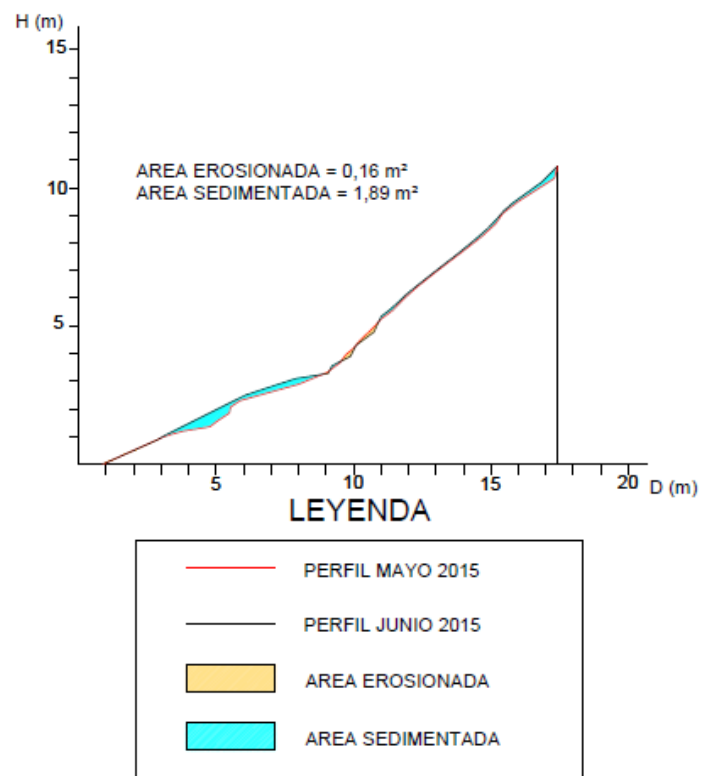 H (m)
15
AREA EROSIONADA = 0,16 m²
10
AREA SEDIMENTADA = 1,89 m²
5
5
10
15
20
D (m)
LEYENDA
PERFIL MAYO 2015
PERFIL JUNIO 2015
AREA EROSIONADA
AREA SEDIMENTADA